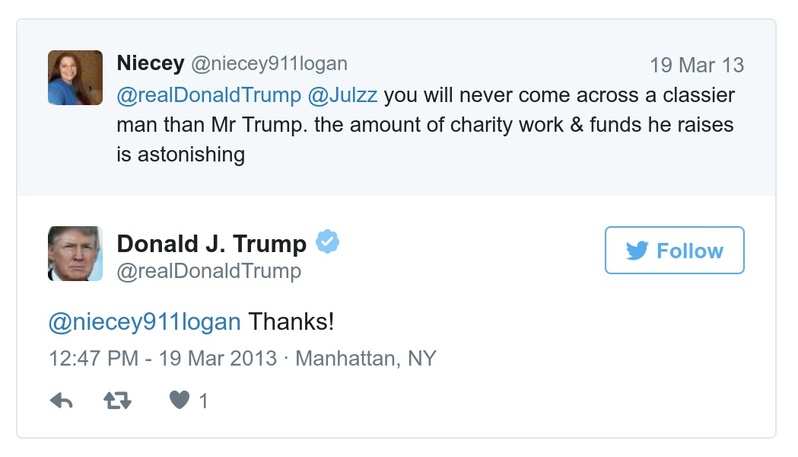 Niecey @niecey911logan 19 Mar 13
@realDonaldTrump @Julzz you will never come across a classier
man than Mr Trump. the amount of charity work & funds he raises
is astonishing
Donald J. Trump
@realDonaldTrump
Follow
@niecey911logan Thanks!
12:47 PM - 19 Mar 2013 · Manhattan, NY
1